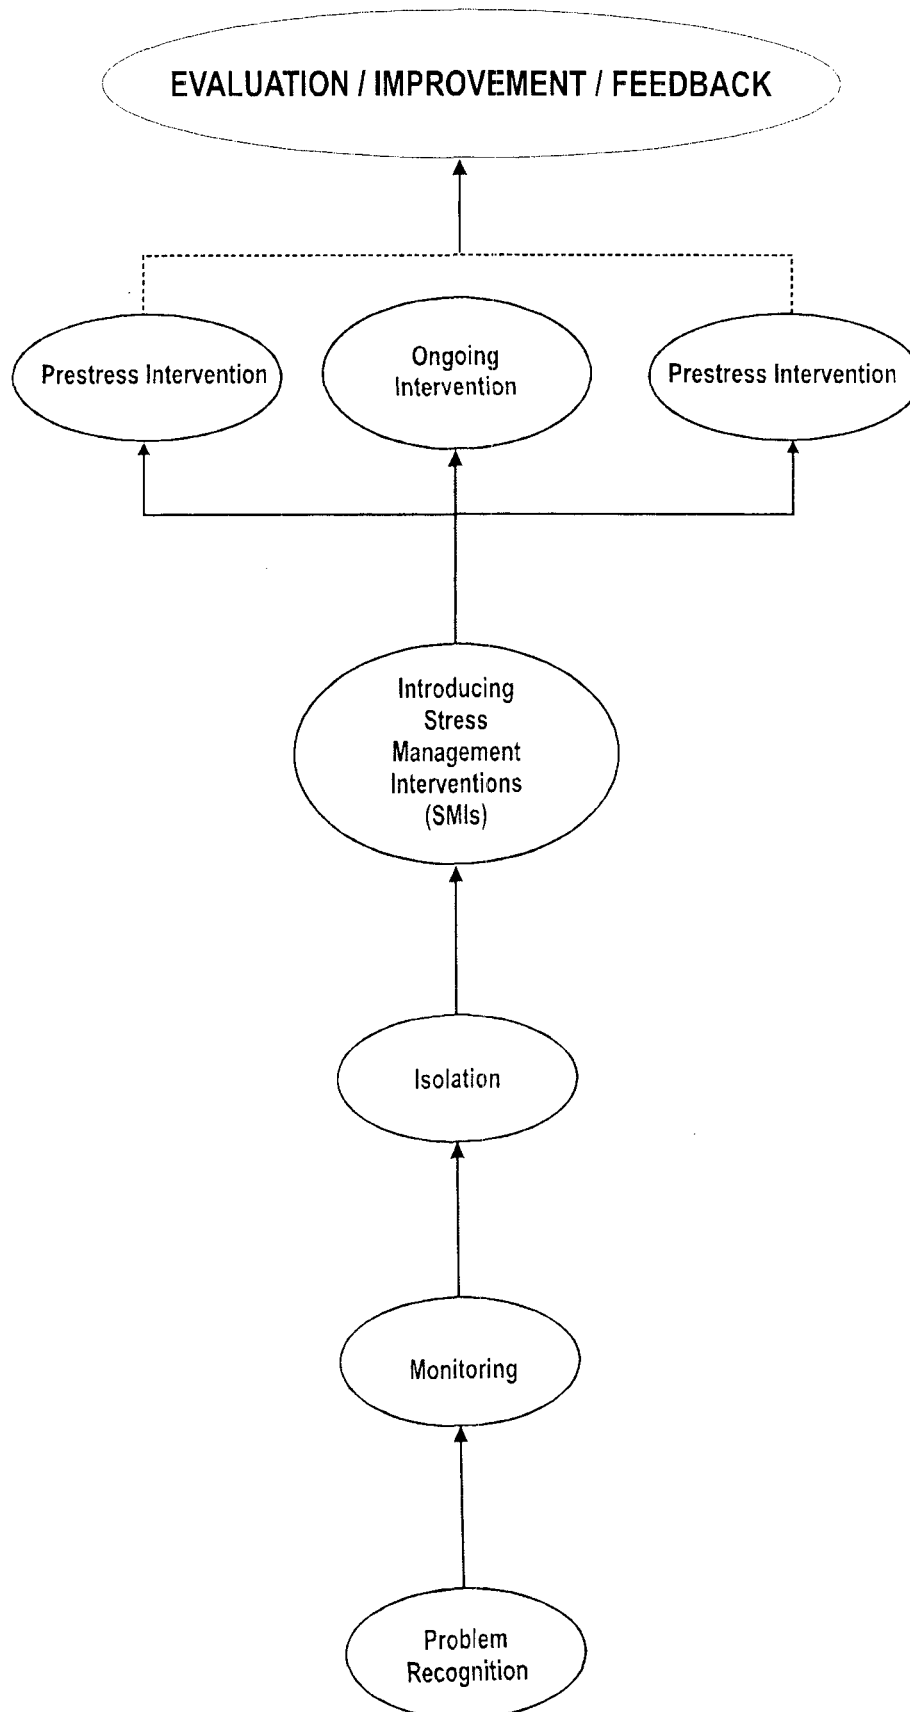 EVALUATION / IMPROVEMENT / FEEDBACK
Prestress Intervention
Ongoing
Intervention
Prestress Intervention
Introducing
Stress
Management
Interventions
(SMIs)
Isolation
Monitoring
Problem
Recognition